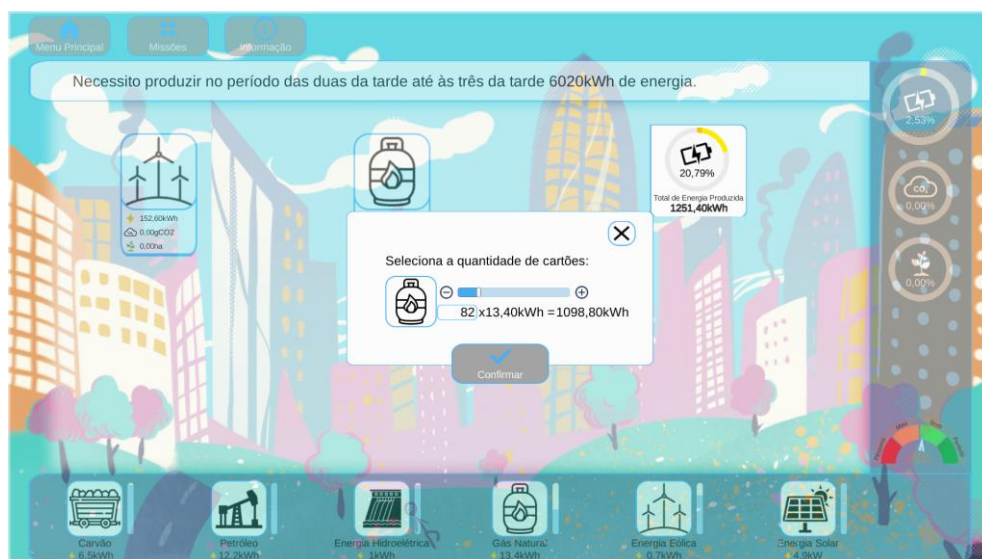 Menu Principal
Missões
Informação
Necessito produzir no período das duas da tarde até às três da tarde 6020kWh de energia.
2,53%
152,60kWh
0.00gCO2
0,00ha
20,79%
Total de Energia Produzida
1251,40kWh
CO2
0,00%
Seleciona a quantidade de cartões:
82 x13,40kWh =1098,80kWh
Confirmar
0,00%
Mau
Bom
Carvão
6.5kWh
Petróleo
12.2kWh
Energia Hidroelétrica
1kWh
Gás Natural
13.4kWh
Energia Eólica
0.7kWh
Energia Solar
4.9kWh